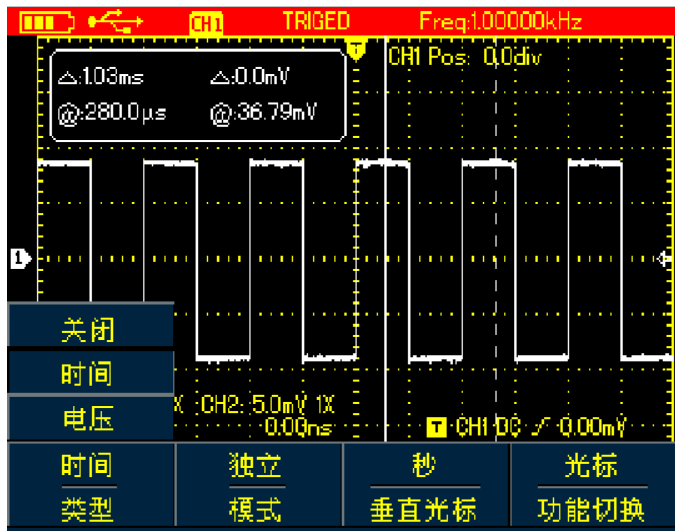 CH1 TRIGED Freq:1.00000kHz
CH1 Pos: 0.0div
△:1.03ms △:0.0mV
@:280.0μs @:36.79mV
T
1
关闭
时间
电压
X CH2: 5.0mV 1X
0.00ns T CH1 DC 0.00mV
时间 独立 秒 光标
类型 模式 垂直光标 功能切换